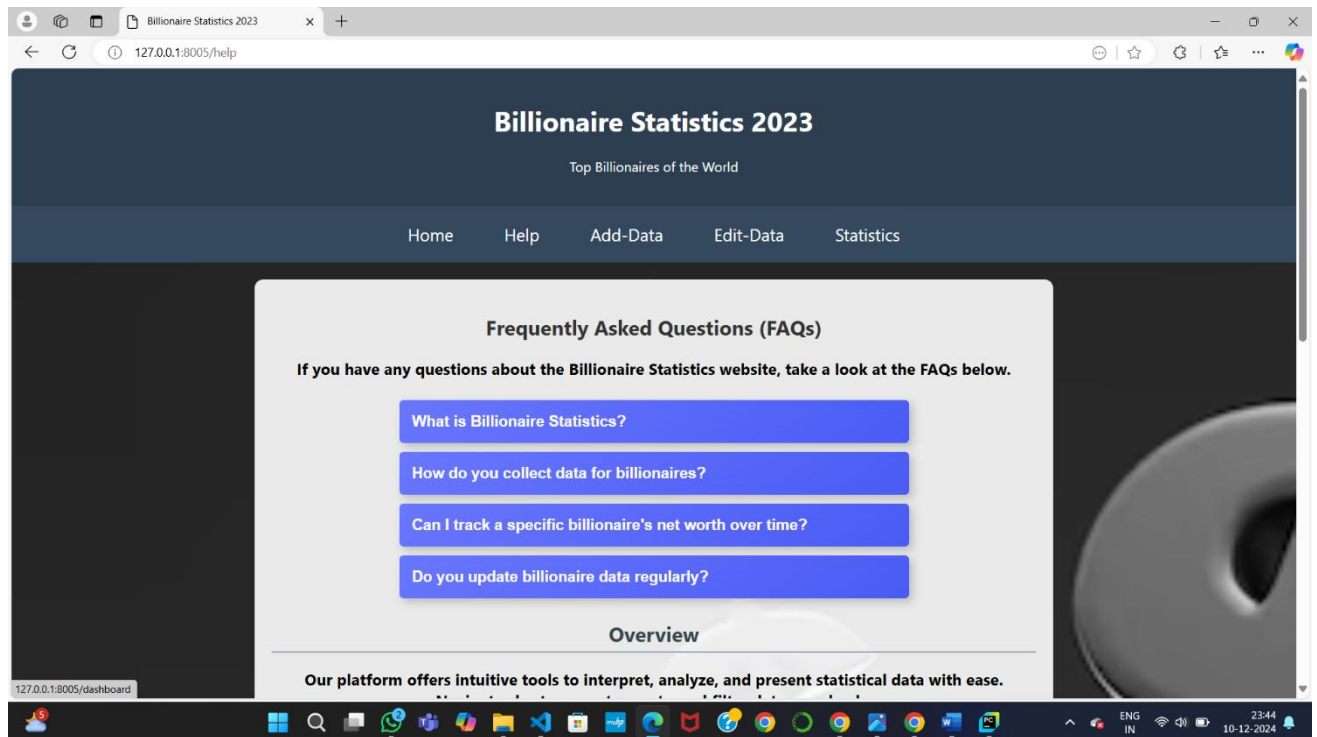 Billionaire Statistics 2023
127.0.0.1:8005/help
Billionaire Statistics 2023
Top Billionaires of the World
Home Help Add-Data Edit-Data Statistics
Frequently Asked Questions (FAQs)
If you have any questions about the Billionaire Statistics website, take a look at the FAQs below.
What is Billionaire Statistics?
How do you collect data for billionaires?
Can I track a specific billionaire's net worth over time?
Do you update billionaire data regularly?
Overview
Our platform offers intuitive tools to interpret, analyze, and present statistical data with ease.
127.0.0.1:8005/dashboard
5
2
ENG
IN
23:44
10-12-2024